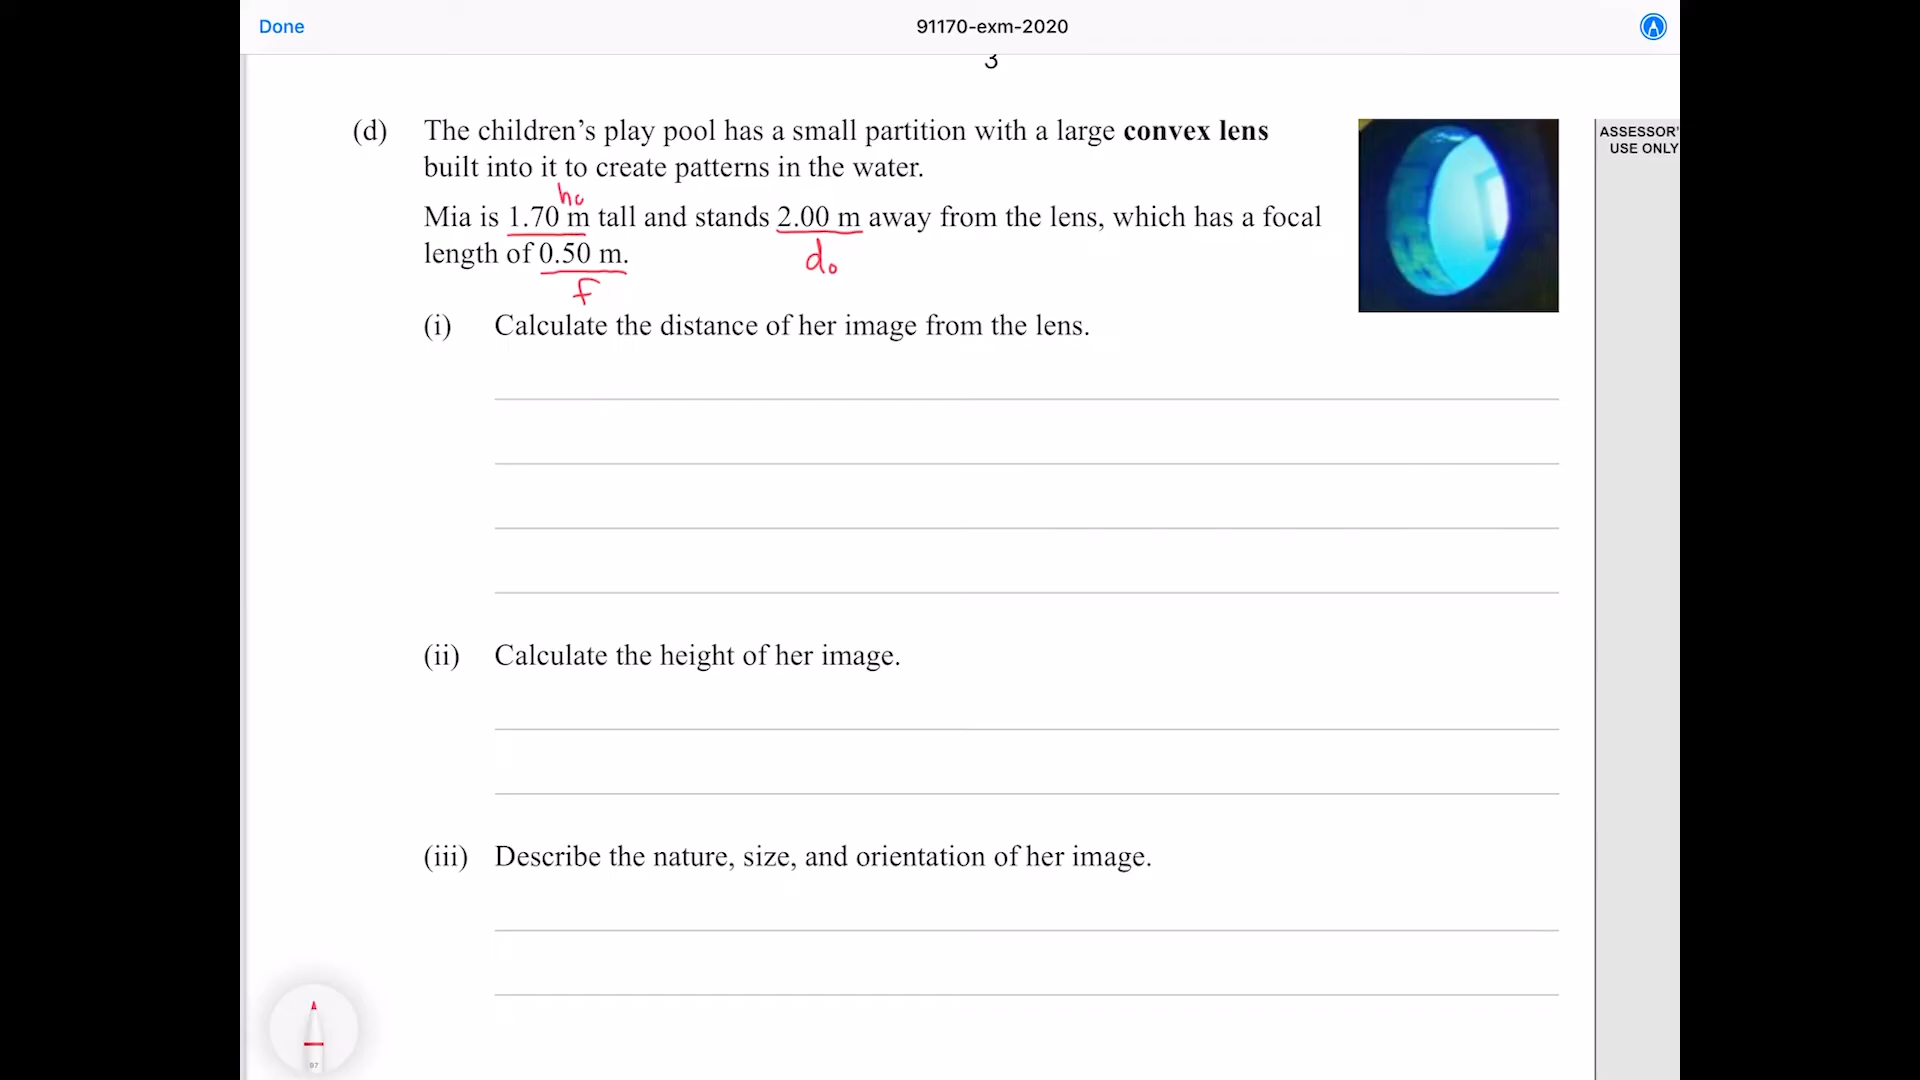 Done
91170-exm-2020
3
(d) The children’s play pool has a small partition with a large convex lens
built into it to create patterns in the water.
ho
Mia is 1.70 m tall and stands 2.00 m away from the lens, which has a focal
length of 0.50 m.
do
f
ASSESSOR’
USE ONLY
(i) Calculate the distance of her image from the lens.
(ii) Calculate the height of her image.
(iii) Describe the nature, size, and orientation of her image.
97